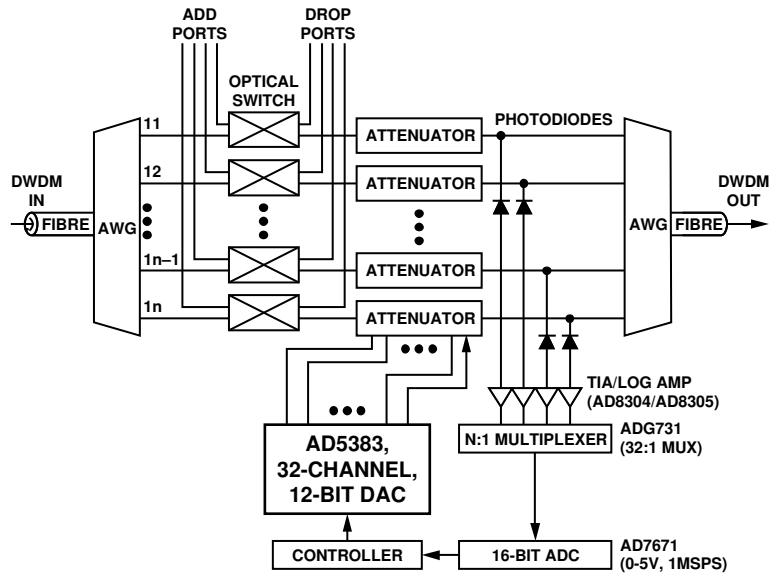 ADD
PORTS
DROP
PORTS
OPTICAL
SWITCH
PHOTODIODES
11
ATTENUATOR
12
ATTENUATOR
DWDM
IN
FIBRE
AWG
AWG
FIBRE
DWDM
OUT
1n–1
ATTENUATOR
1n
ATTENUATOR
TIA/LOG AMP
(AD8304/AD8305)
AD5383,
32-CHANNEL,
12-BIT DAC
N:1 MULTIPLEXER
ADG731
(32:1 MUX)
CONTROLLER
16-BIT ADC
AD7671
(0-5V, 1MSPS)